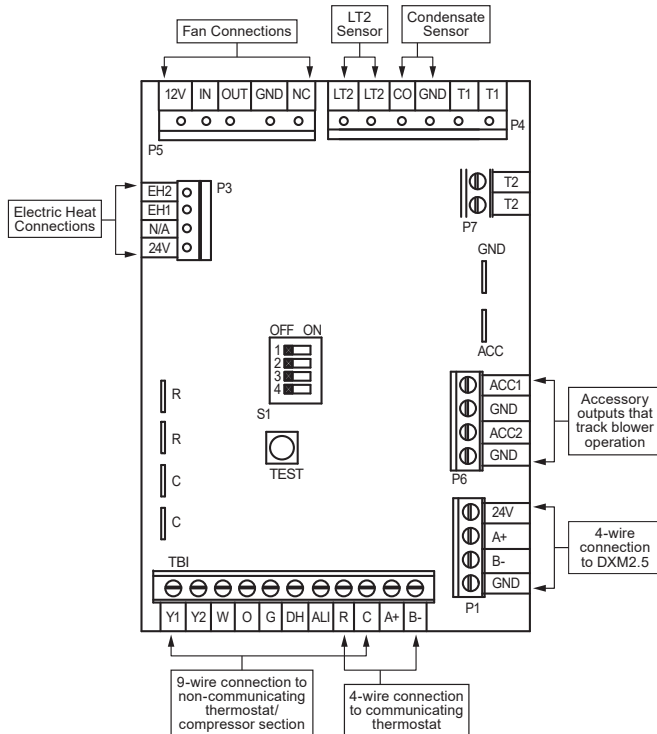 Fan Connections
LT2
Sensor
Condensate
Sensor
12V IN OUT GND NC
LT2 LT2 CO GND T1 T1
P5
P4
EH2
EH1
N/A
24V
P3
Electric Heat
Connections
T2
T2
P7
GND
ACC
OFF ON
1
2
3
4
S1
TEST
R
R
C
C
ACC1
GND
ACC2
GND
P6
Accessory
outputs that
track blower
operation
24V
A+
B-
GND
P1
4-wire
connection
to DXM2.5
TBI
Y1 Y2 W O G DH ALI R C A+ B-
9-wire connection to
non-communicating
thermostat/
compressor section
4-wire connection
to communicating
thermostat